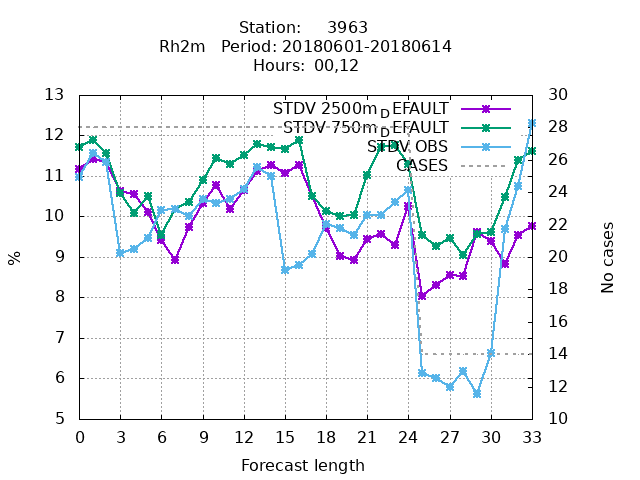 Station: 3963
Rh2m Period: 20180601-20180614
Hours: 00,12
13 30
STDV 2500m_DEFAULT
12 STDV 750m_DEFAULT 28
STDV OBS
11 CASES 26
24
10 22
9 20
%
No cases
8 18
16
7
14
6 12
5 10
0 3 6 9 12 15 18 21 24 27 30 33
Forecast length